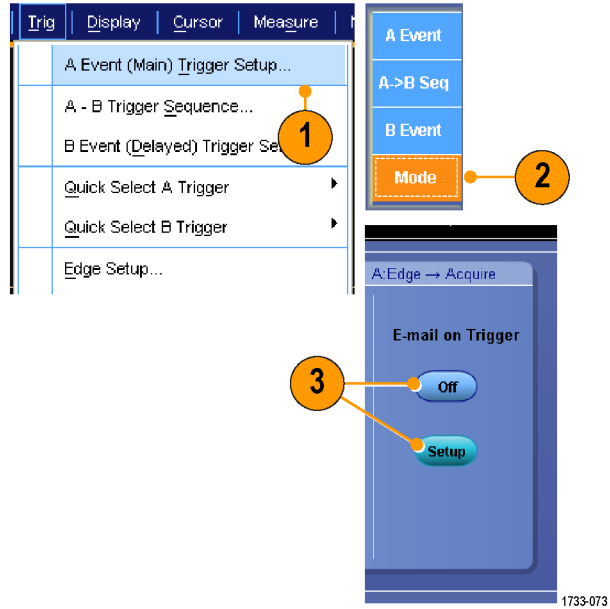 Trig Display Cursor Measure
A Event (Main) Trigger Setup...
A - B Trigger Sequence...
B Event (Delayed) Trigger Se
Quick Select A Trigger
Quick Select B Trigger
Edge Setup...
1
A Event
A->B Seq
B Event
Mode
2
A:Edge → Acquire
E-mail on Trigger
Off
Setup
3
1733-073